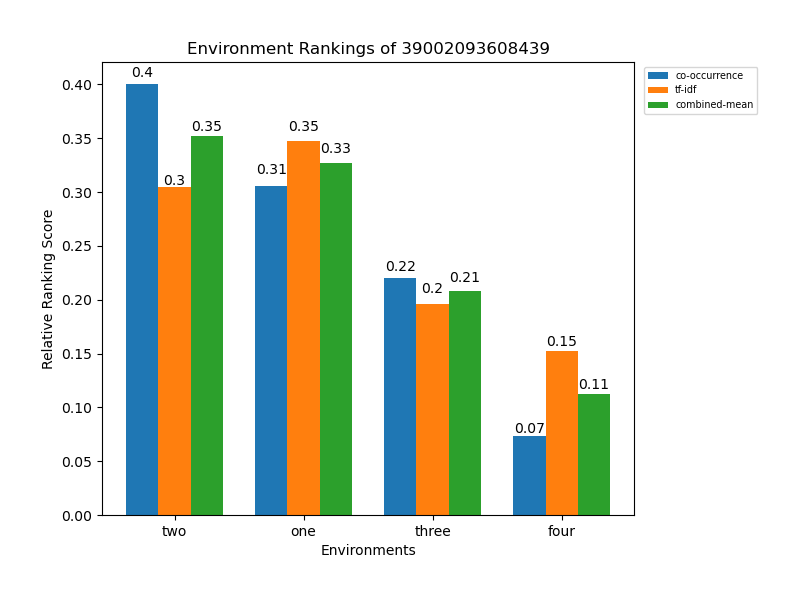 Environment Rankings of 39002093608439
co-occurrence
tf-idf
combined-mean
Relative Ranking Score
0.40
0.35
0.30
0.25
0.20
0.15
0.10
0.05
0.00
0.4
0.3
0.35
0.31
0.35
0.33
0.22
0.2
0.21
0.07
0.15
0.11
two
one
three
four
Environments